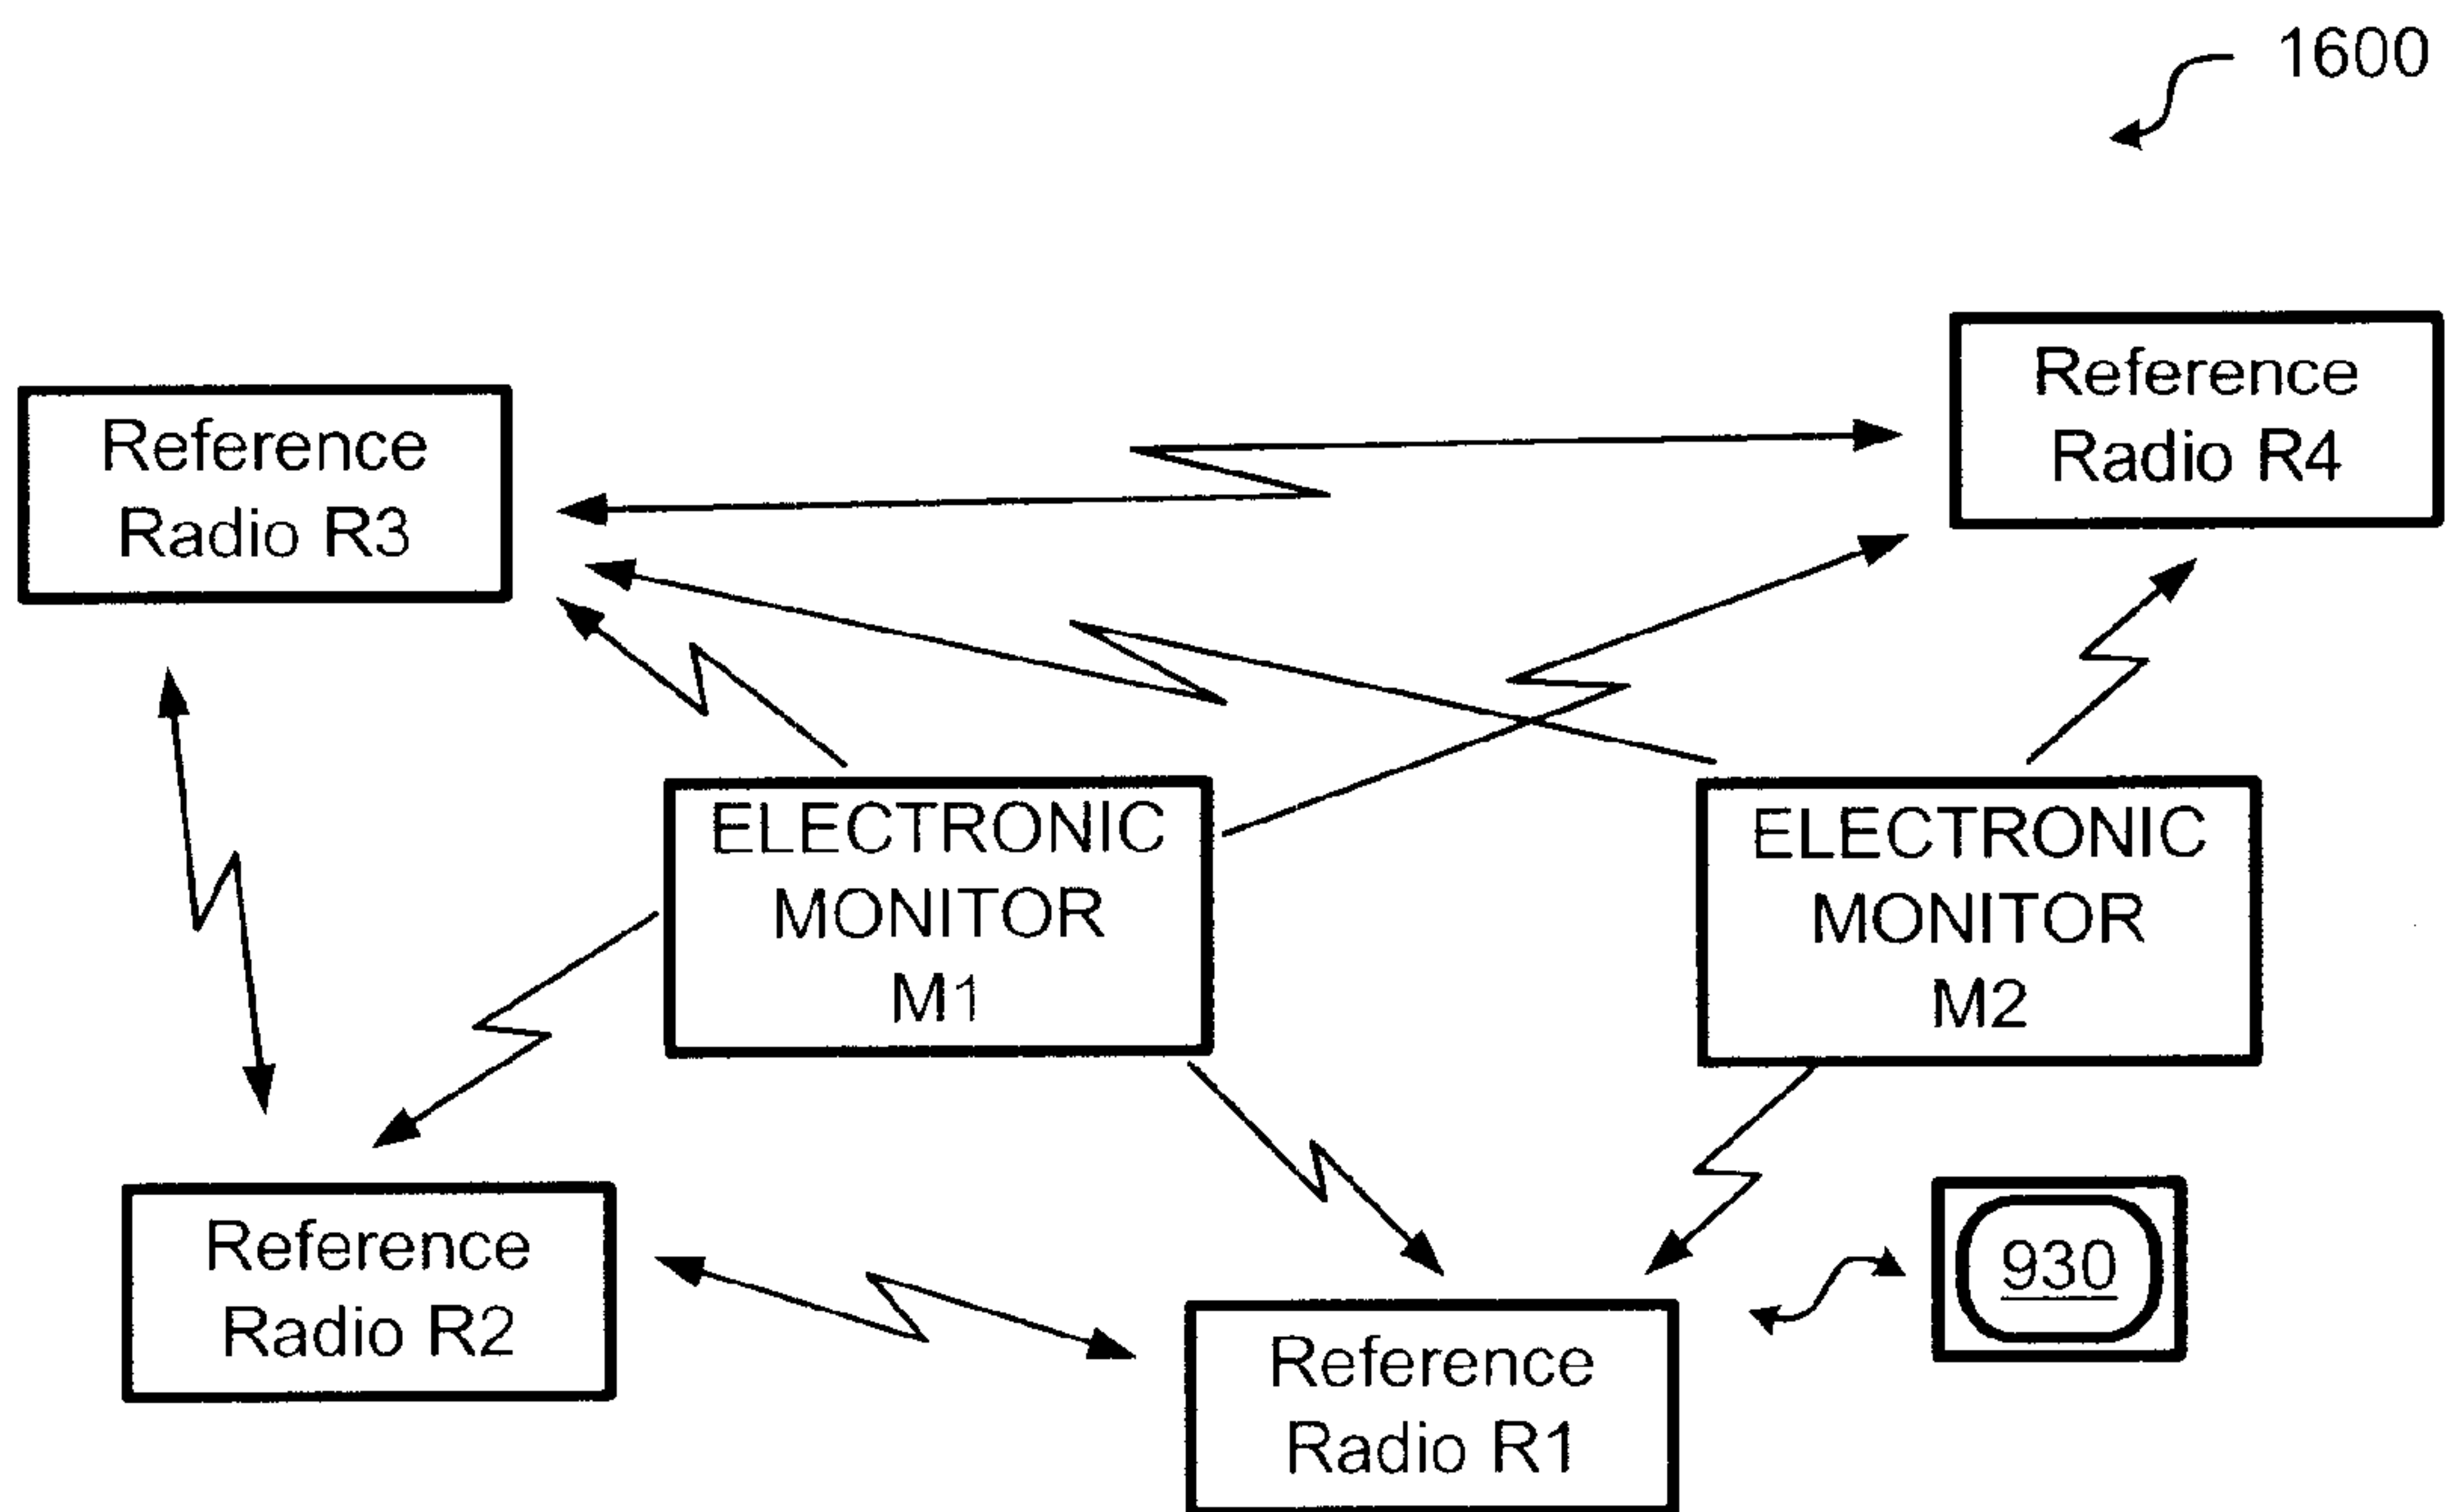 1600
Reference
Radio R4
Reference
Radio R3
ELECTRONIC
MONITOR
M1
ELECTRONIC
MONITOR
M2
Reference
Radio R2
930
Reference
Radio R1